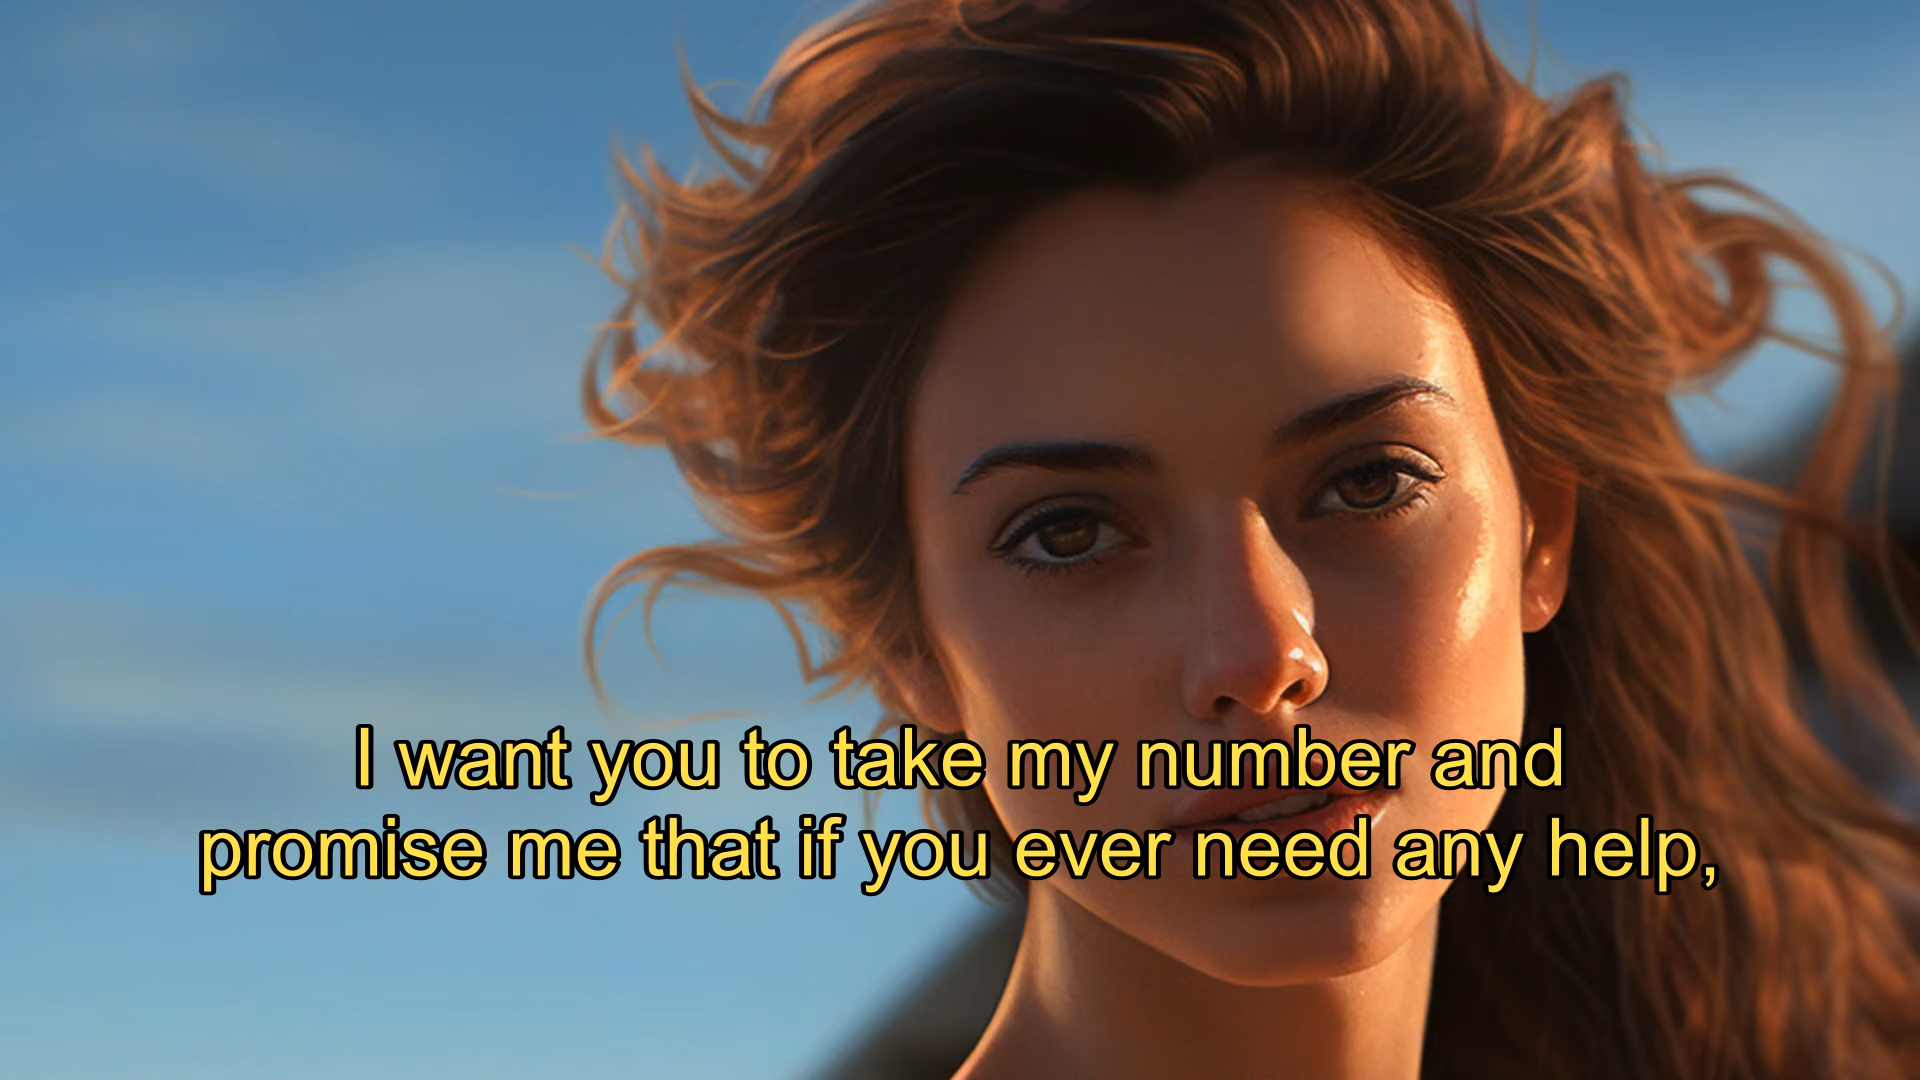 I want you to take my number and
promise me that if you ever need any help,